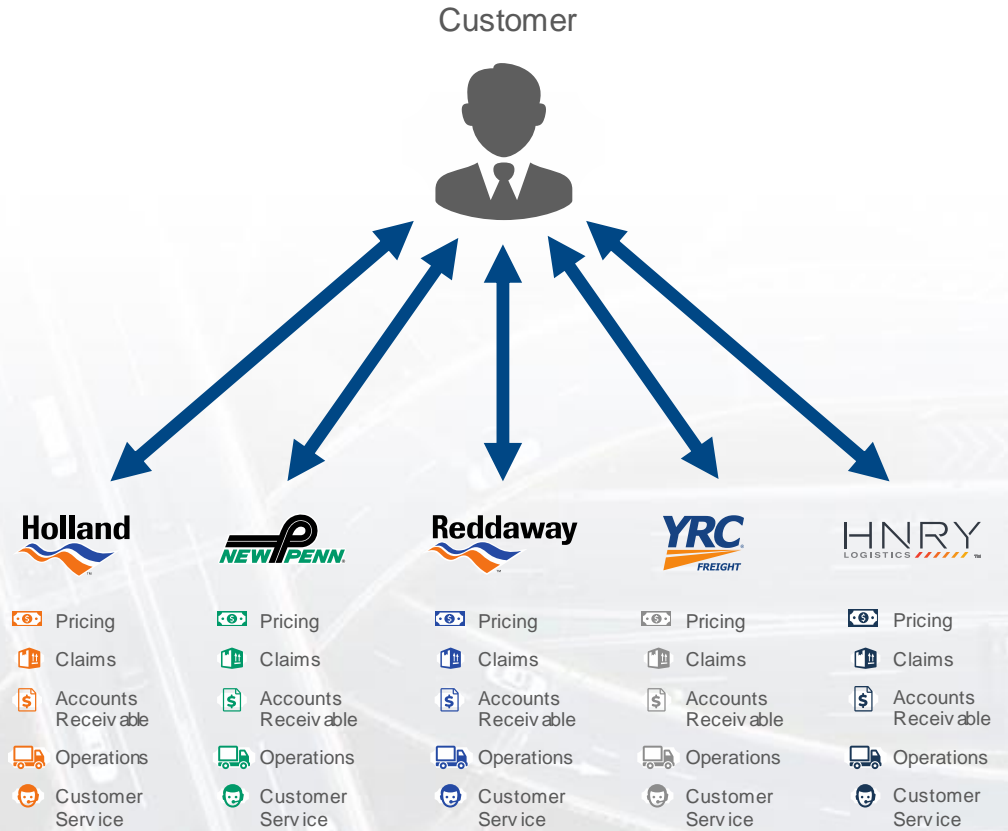 Customer
Holland
NEW PENN.
Reddaway
YRC
FREIGHT
HNRY
LOGISTICS
Pricing
Claims
Accounts
Receivable
Operations
Customer
Service
Pricing
Claims
Accounts
Receivable
Operations
Customer
Service
Pricing
Claims
Accounts
Receivable
Operations
Customer
Service
Pricing
Claims
Accounts
Receivable
Operations
Customer
Service
Pricing
Claims
Accounts
Receivable
Operations
Customer
Service